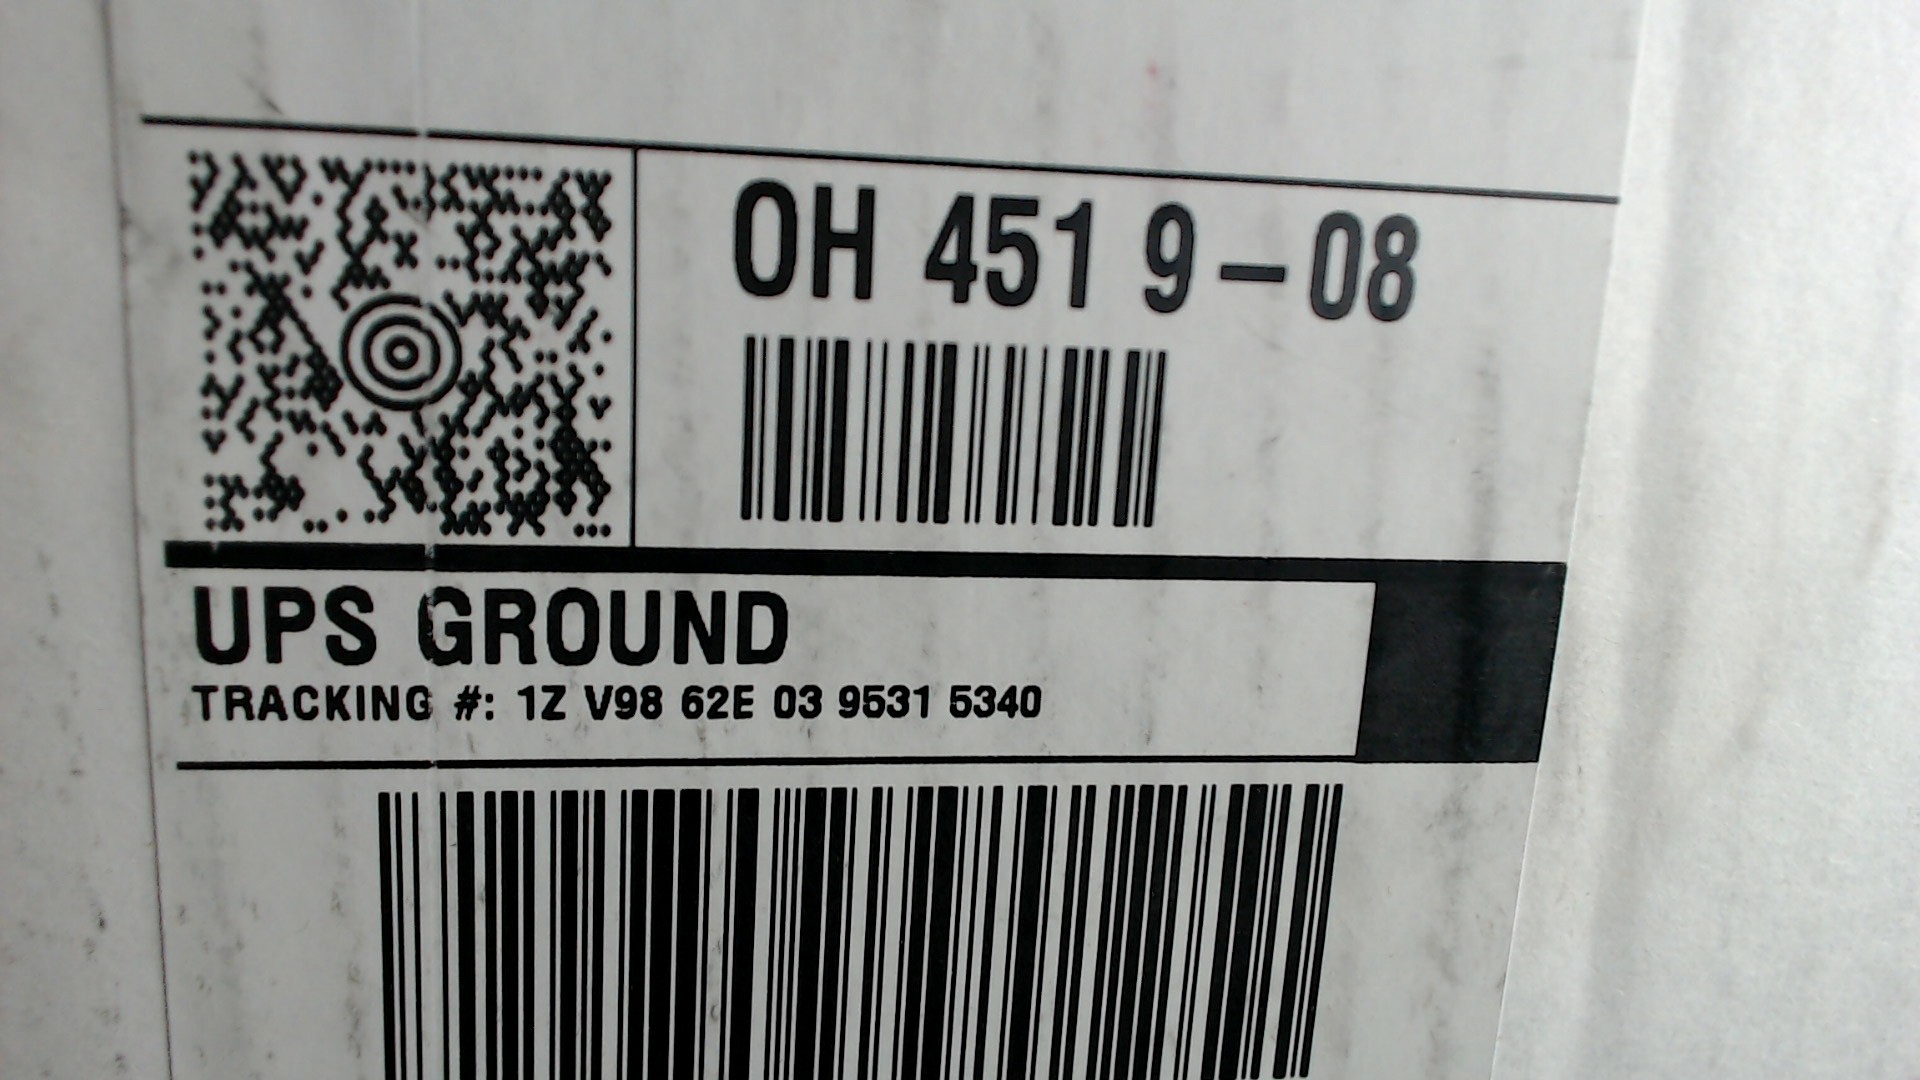 OH 451 9-08
UPS GROUND
TRACKING #: 1Z V98 62E 03 9531 5340